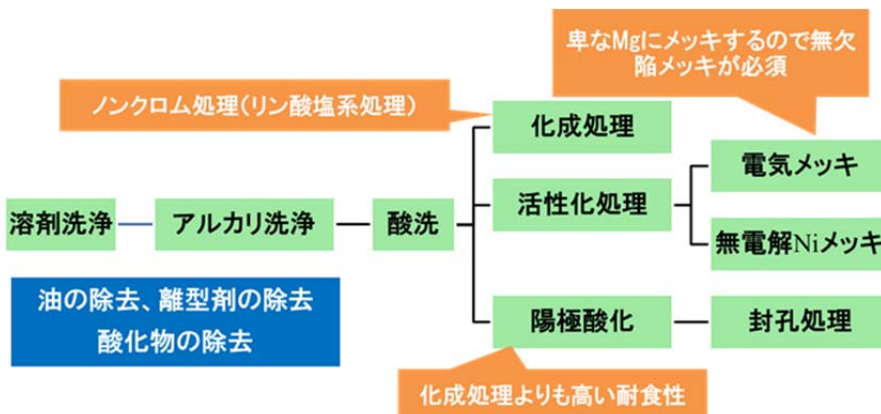 卑なMgにメッキするので無欠
陥メッキが必須
ノンクロム処理(リン酸塩系処理)
化成処理
電気メッキ
溶剤洗浄
アルカリ洗浄
酸洗
活性化処理
無電解Niメッキ
油の除去、離型剤の除去
酸化物の除去
陽極酸化
封孔処理
化成処理よりも高い耐食性